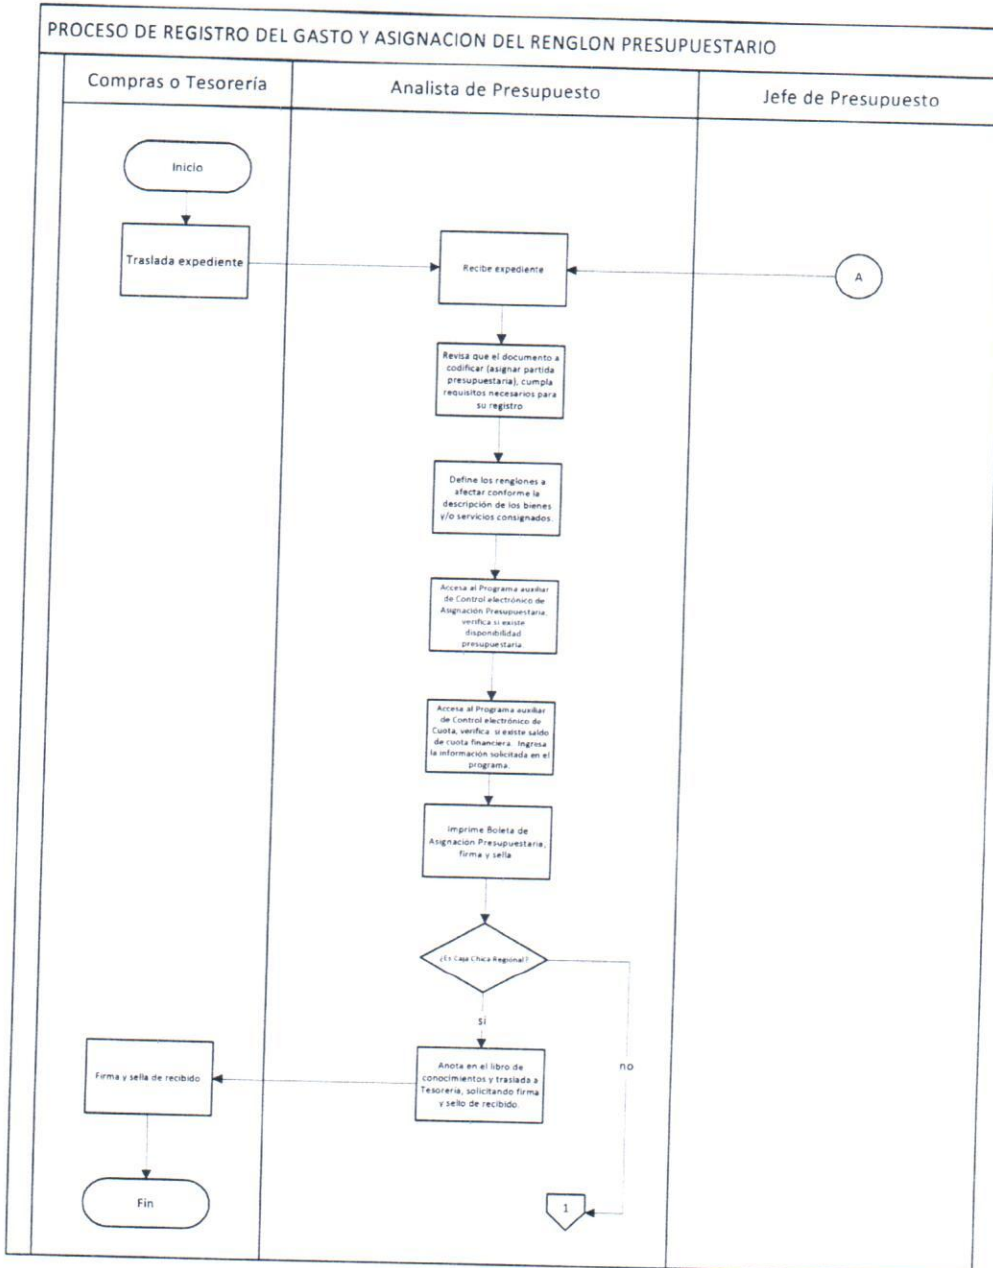 PROCESO DE REGISTRO DEL GASTO Y ASIGNACION DEL RENGLON PRESUPUESTARIO
Compras o Tesorería
Analista de Presupuesto
Jefe de Presupuesto
Inicio
Traslada expediente
Recibe expediente
A
Revisa que el documento a
codificar (asignar partida
presupuestaria), cumpla
requisitos necesarios para
su registro
Define los renglones a
afectar conforme la
descripción de los bienes
y/o servicios consignados.
Accesa al Programa auxiliar
de Control electrónico de
Asignación Presupuestaria,
verifica si existe
disponibilidad
presupuestaria.
Accesa al Programa auxiliar
de Control electrónico de
Cuota, verifica si existe saldo
de cuota financiera. Ingresa
la información solicitada en el
programa.
Imprime Boleta de
Asignación Presupuestaria,
firma y sella
¿Es Caja Chica Regional?
si
no
Anota en el libro de
conocimientos y traslada a
Tesorería, solicitando firma
y sello de recibido.
Firma y sella de recibido
Fin
1